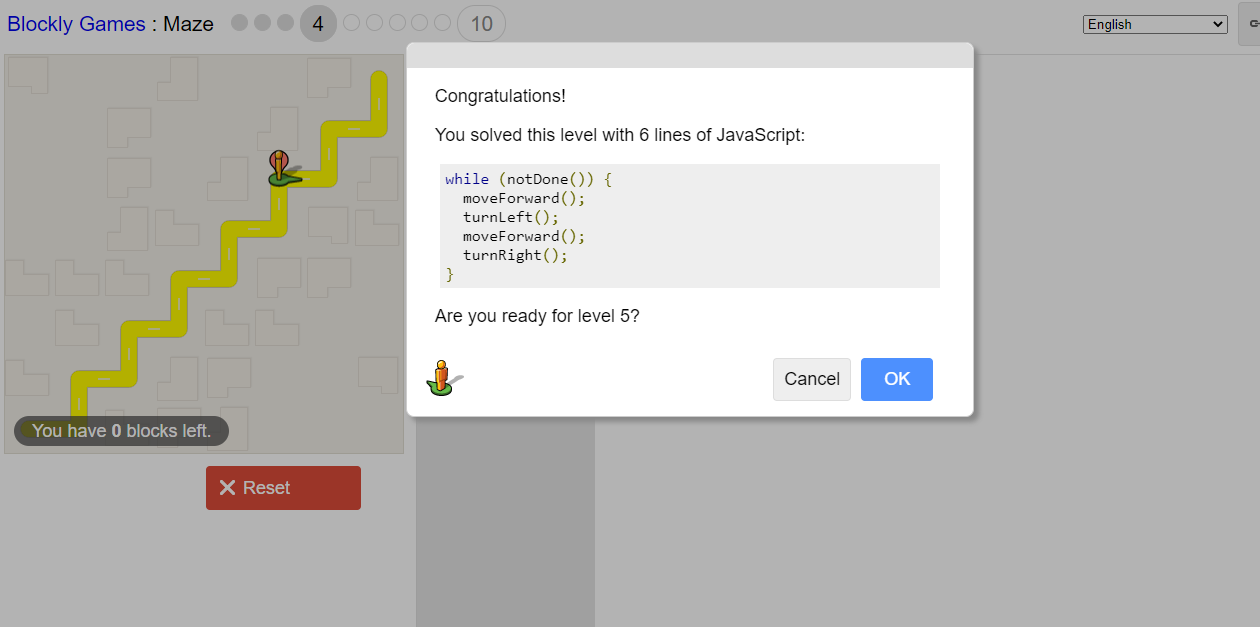 Blockly Games : Maze 4 10
English
Congratulations!
You solved this level with 6 lines of JavaScript:
while (notDone()) {
  moveForward();
  turnLeft();
  moveForward();
  turnRight();
}
Are you ready for level 5?
Cancel
OK
You have 0 blocks left.
Reset